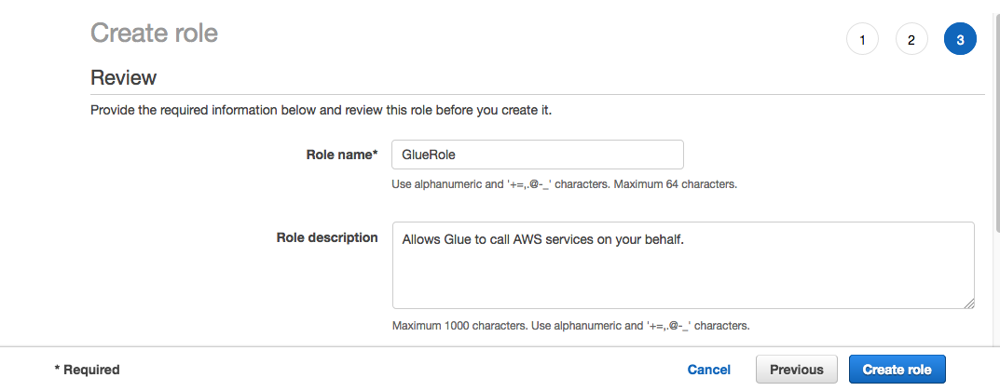 Create role
1 2 3
Review
Provide the required information below and review this role before you create it.
Role name* GlueRole
Use alphanumeric and '+=,.@-_' characters. Maximum 64 characters.
Role description Allows Glue to call AWS services on your behalf.
Maximum 1000 characters. Use alphanumeric and '+=,.@-_' characters.
* Required Cancel Previous Create role